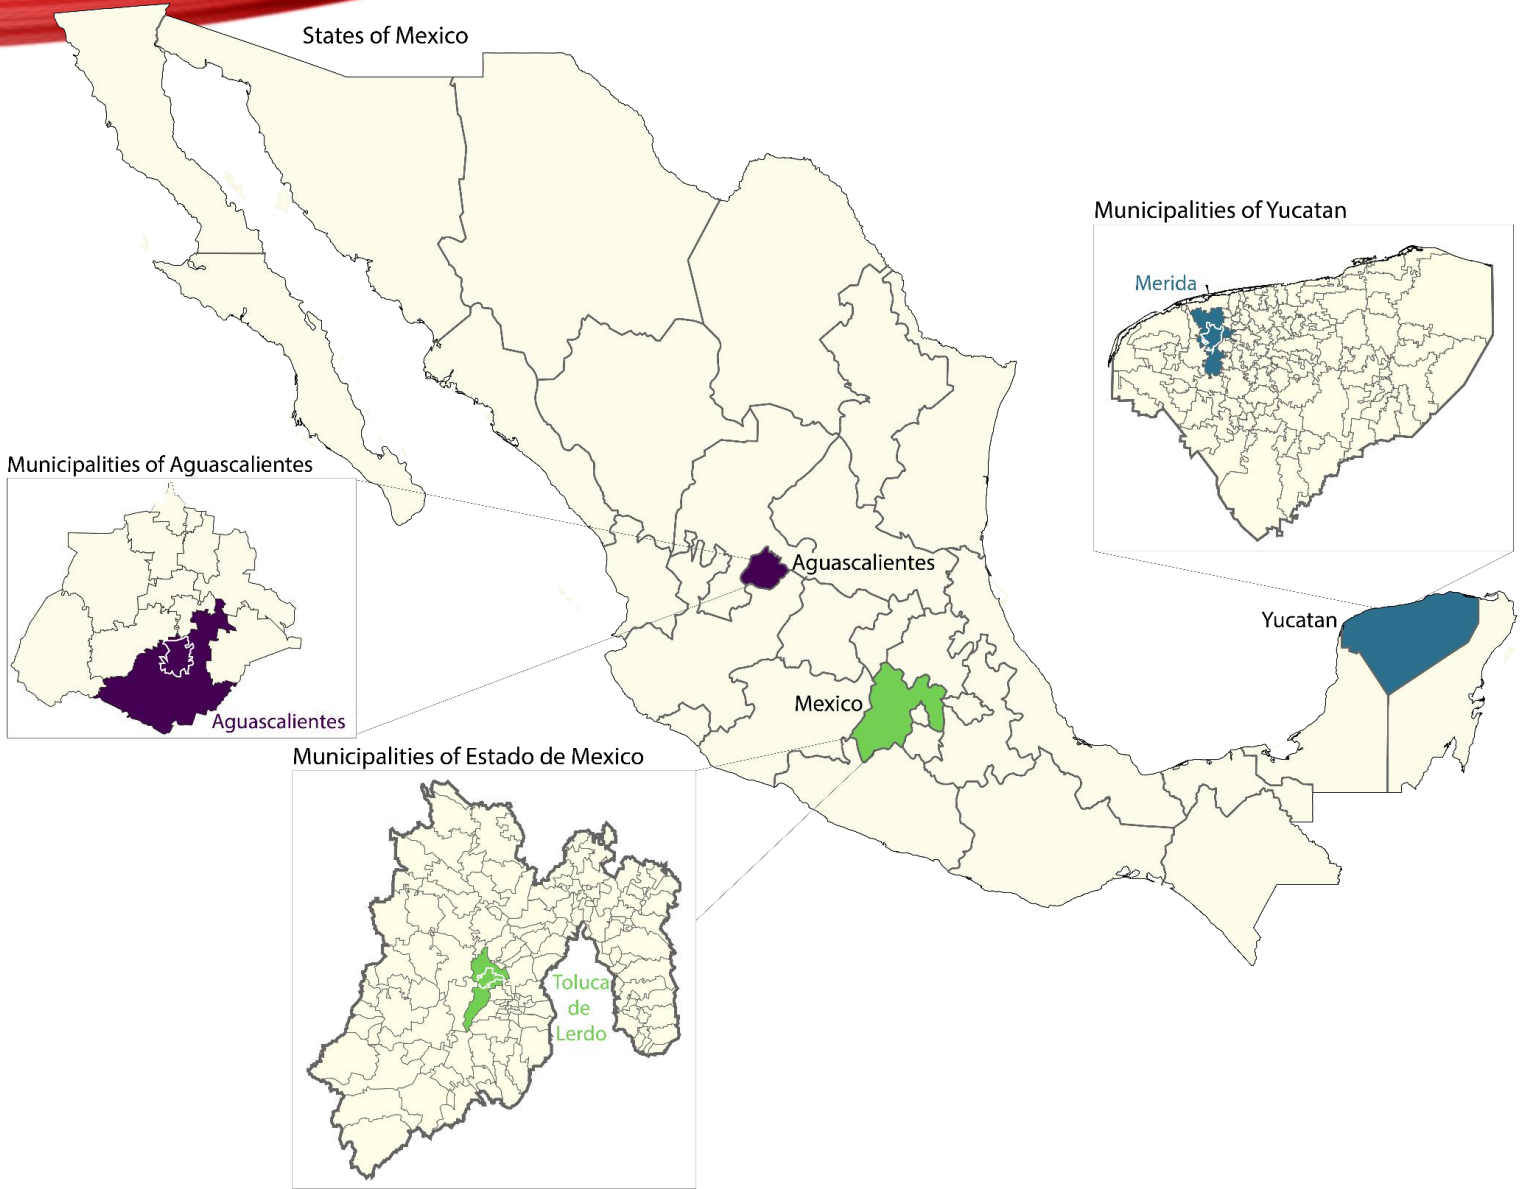 States of Mexico
Municipalities of Yucatan
Merida
Municipalities of Aguascalientes
Aguascalientes
Aguascalientes
Yucatan
Mexico
Municipalities of Estado de Mexico
Toluca
de
Lerdo